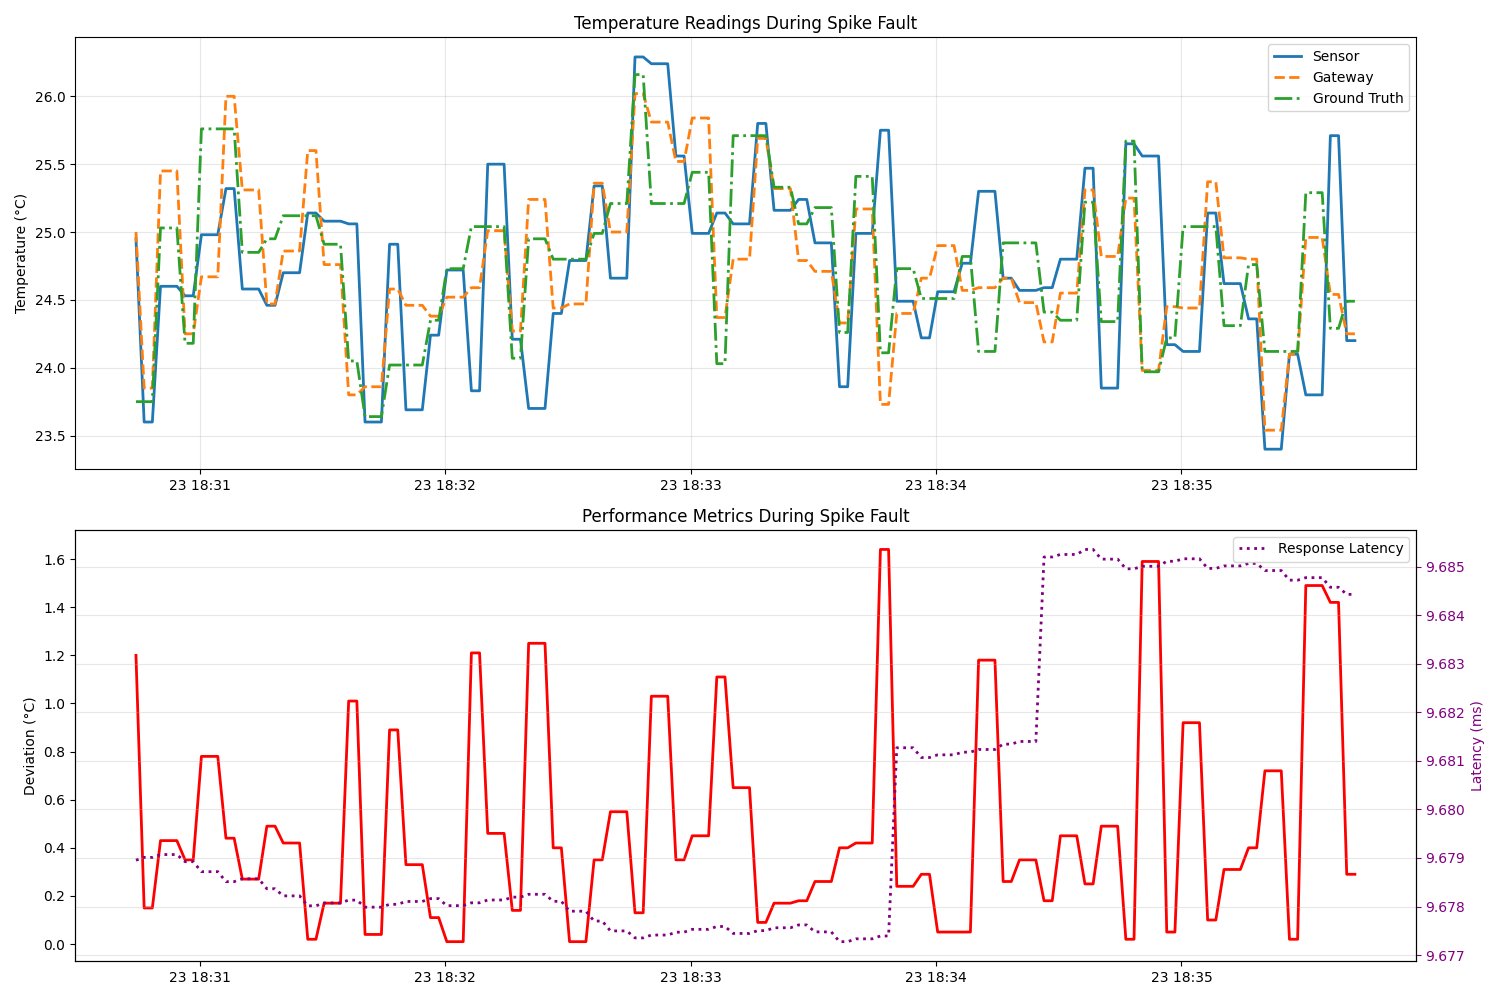 Temperature Readings During Spike Fault
Sensor
Gateway
Ground Truth
Temperature (°C)
26.0
25.5
25.0
24.5
24.0
23.5
23 18:31 23 18:32 23 18:33 23 18:34 23 18:35
Performance Metrics During Spike Fault
Response Latency
Deviation (°C)
1.6
1.4
1.2
1.0
0.8
0.6
0.4
0.2
0.0
9.685
9.684
9.683
9.682
9.681
9.680
9.679
9.678
9.677
Latency (ms)
23 18:31 23 18:32 23 18:33 23 18:34 23 18:35